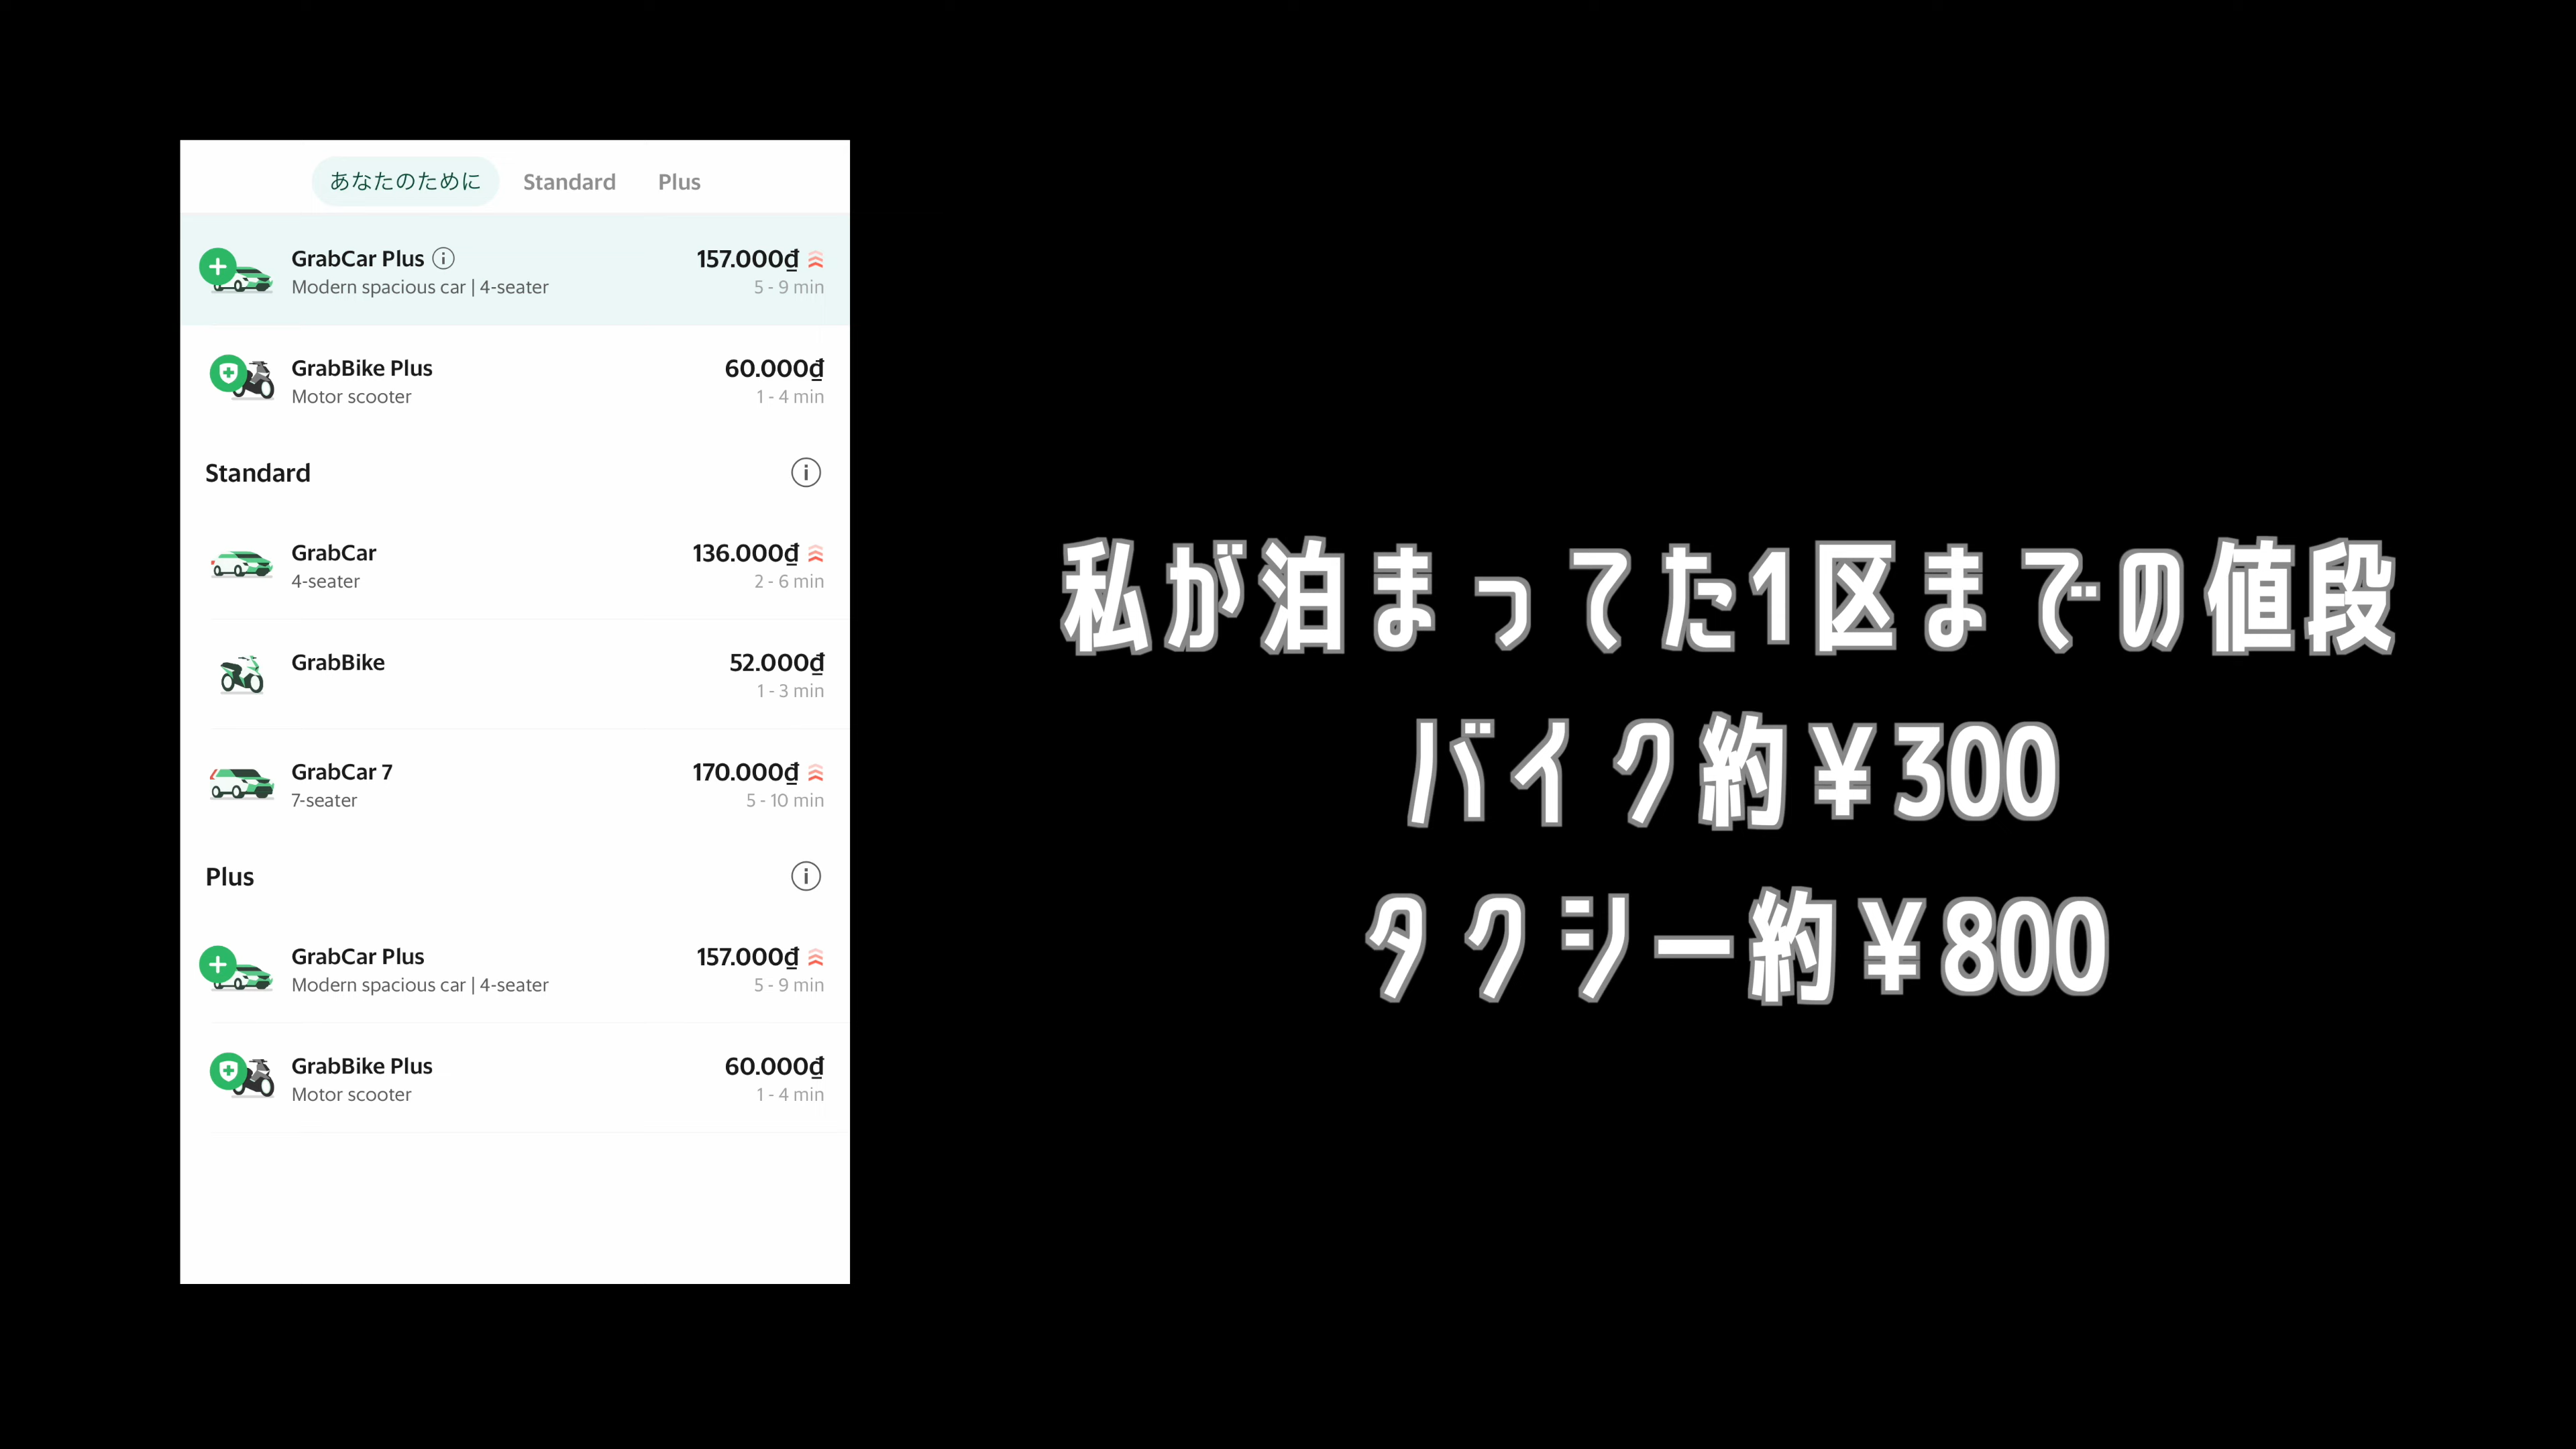 あなたのために Standard Plus
GrabCar Plus 157.000₫
Modern spacious car | 4-seater 5 - 9 min
GrabBike Plus 60.000₫
Motor scooter 1 - 4 min
Standard
GrabCar 136.000₫
4-seater 2 - 6 min
GrabBike 52.000₫
1 - 3 min
GrabCar 7 170.000₫
7-seater 5 - 10 min
Plus
GrabCar Plus 157.000₫
Modern spacious car | 4-seater 5 - 9 min
GrabBike Plus 60.000₫
Motor scooter 1 - 4 min
私が泊まってた1区までの値段
バイク約￥300
タクシー約￥800